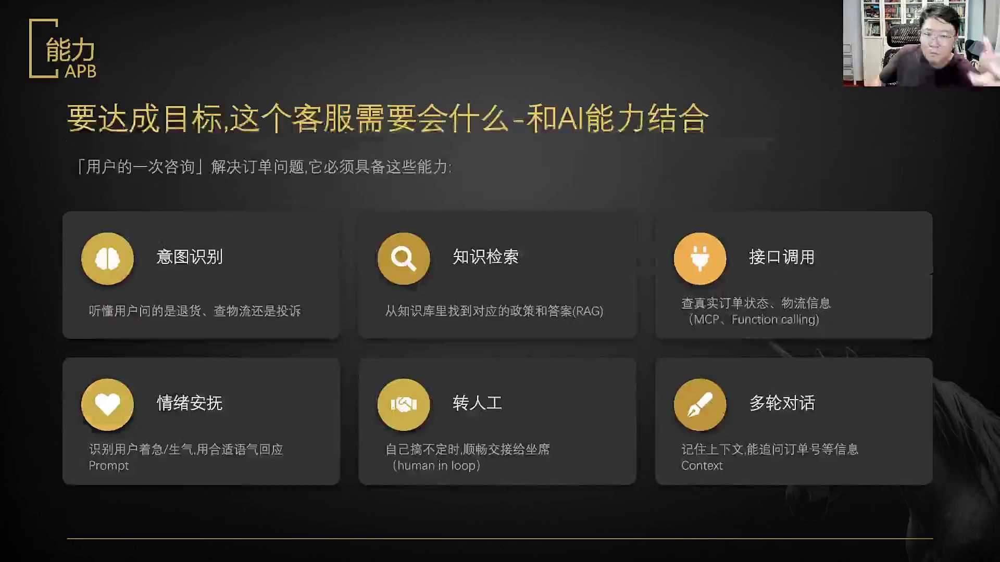 能力
APB
要达成目标,这个客服需要会什么-和AI能力结合
「用户的一次咨询」解决订单问题,它必须具备这些能力:
意图识别
听懂用户问的是退货、查物流还是投诉
知识检索
从知识库里找到对应的政策和答案(RAG)
接口调用
查真实订单状态、物流信息
（MCP、Function calling)
情绪安抚
识别用户着急/生气,用合适语气回应
Prompt
转人工
自己搞不定时,顺畅交接给坐席
（human in loop）
多轮对话
记住上下文,能追问订单号等信息
Context